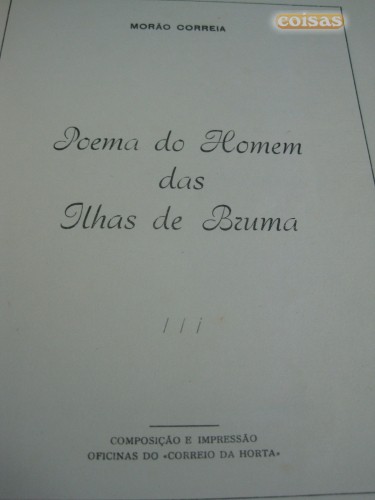 coisas
MORÃO CORREIA
Poema do Homem
das
Ilhas de Bruma
COMPOSIÇÃO E IMPRESSÃO
OFICINAS DO «CORREIO DA HORTA»